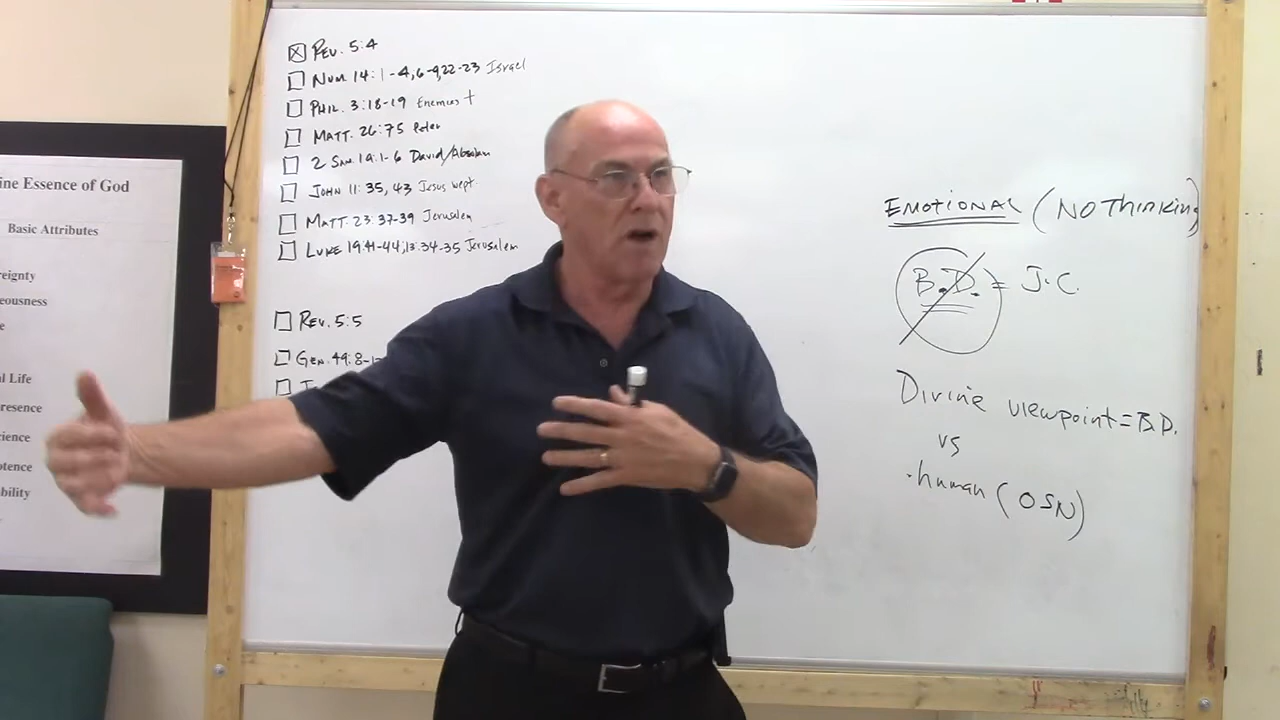 ine Essence of God
Basic Attributes
reignty
eousness
e
l Life
resence
cience
otence
bility
☒ Rev. 5:4
☐ Num. 14:1-4, 6-9, 22-23 Israel
☐ Phil. 3:18-19 Enemies +
☐ Matt. 26:75 Peter
☐ 2 Sam. 19:1-6 David/Absalom
☐ John 11:35, 43 Jesus wept.
☐ Matt. 23:37-39 Jerusalem
☐ Luke 19:41-44; 13:34-35 Jerusalem
☐ Rev. 5:5
☐ Gen. 49:8-1
☐
EMOTIONAL (NO Thinking)
B.D. = J.C.
Divine viewpoint = B.D.
vs
human (OSN)